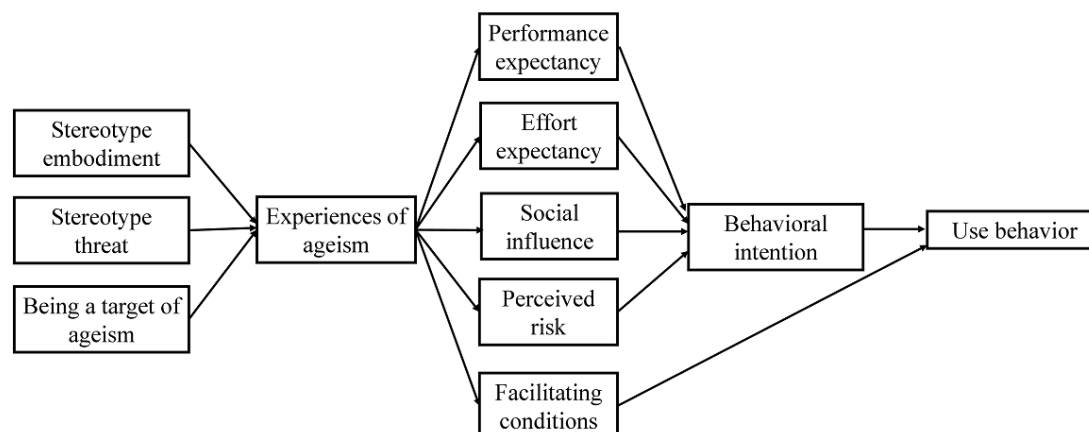 Stereotype
embodiment
Stereotype
threat
Being a target of
ageism
Experiences of
ageism
Performance
expectancy
Effort
expectancy
Social
influence
Perceived
risk
Facilitating
conditions
Behavioral
intention
Use behavior